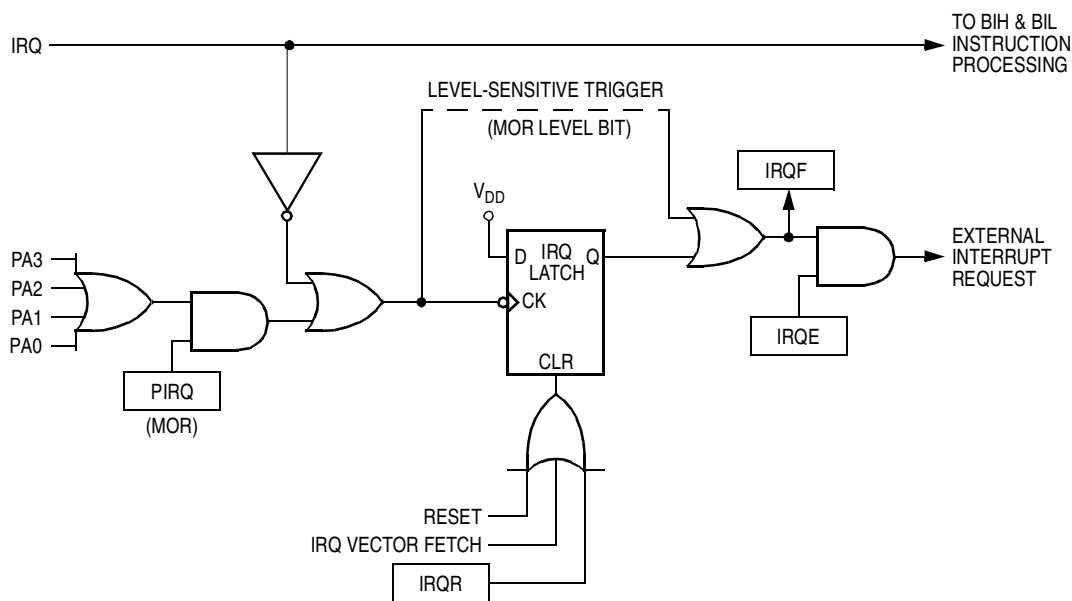 IRQ
TO BIH & BIL
INSTRUCTION
PROCESSING
LEVEL-SENSITIVE TRIGGER
(MOR LEVEL BIT)
IRQF
VDD
PA3
PA2
PA1
PA0
D IRQ Q
LATCH
CK
CLR
EXTERNAL
INTERRUPT
REQUEST
IRQE
PIRQ
(MOR)
RESET
IRQ VECTOR FETCH
IRQR